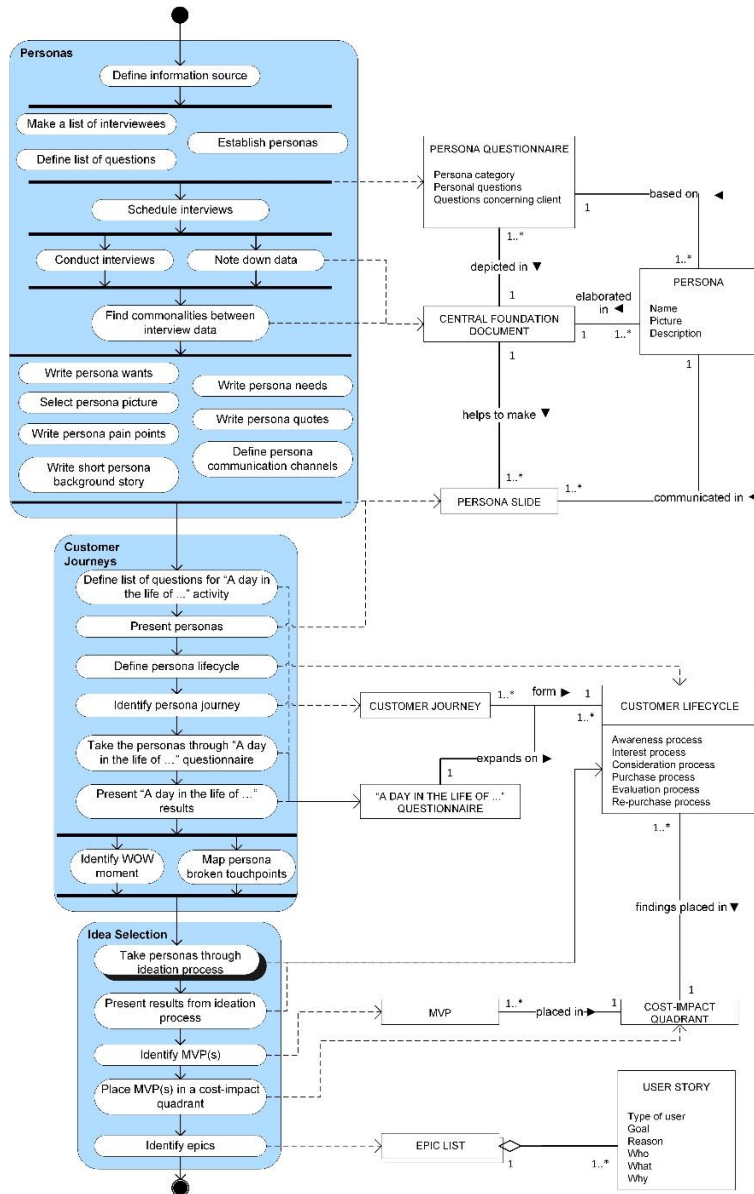 Personas
Define information source
Make a list of interviewees
Establish personas
Define list of questions
Schedule interviews
Conduct interviews
Note down data
Find commonalities between
interview data
Write persona wants
Write persona needs
Select persona picture
Write persona quotes
Write persona pain points
Define persona
communication channels
Write short persona
background story
PERSONA QUESTIONNAIRE
Persona category
Personal questions
Questions concerning client
1
based on ◄
1..*
1..*
depicted in ▼
1
PERSONA
Name
Picture
Description
elaborated
in ◄
CENTRAL FOUNDATION
DOCUMENT
1
1..*
1
1
helps to make ▼
1..*
PERSONA SLIDE
1..*
communicated in ◄
Customer
Journeys
Define list of questions for “A day
in the life of ...” activity
Present personas
Define persona lifecycle
Identify persona journey
Take the personas through “A day
in the life of …” questionnaire
Present “A day in the life of …”
results
Identify WOW
moment
Map persona
broken touchpoints
CUSTOMER JOURNEY
1..*
form ►
1
1..*
CUSTOMER LIFECYCLE
Awareness process
Interest process
Consideration process
Purchase process
Evaluation process
Re-purchase process
expands on ►
1
“A DAY IN THE LIFE OF ...”
QUESTIONNAIRE
1..*
findings placed in ▼
1
Idea Selection
Take personas through
ideation process
Present results from ideation
process
Identify MVP(s)
Place MVP(s) in a cost-impact
quadrant
Identify epics
MVP
1..*
placed in ►
1
COST-IMPACT
QUADRANT
EPIC LIST
1
1..*
USER STORY
Type of user
Goal
Reason
Who
What
Why